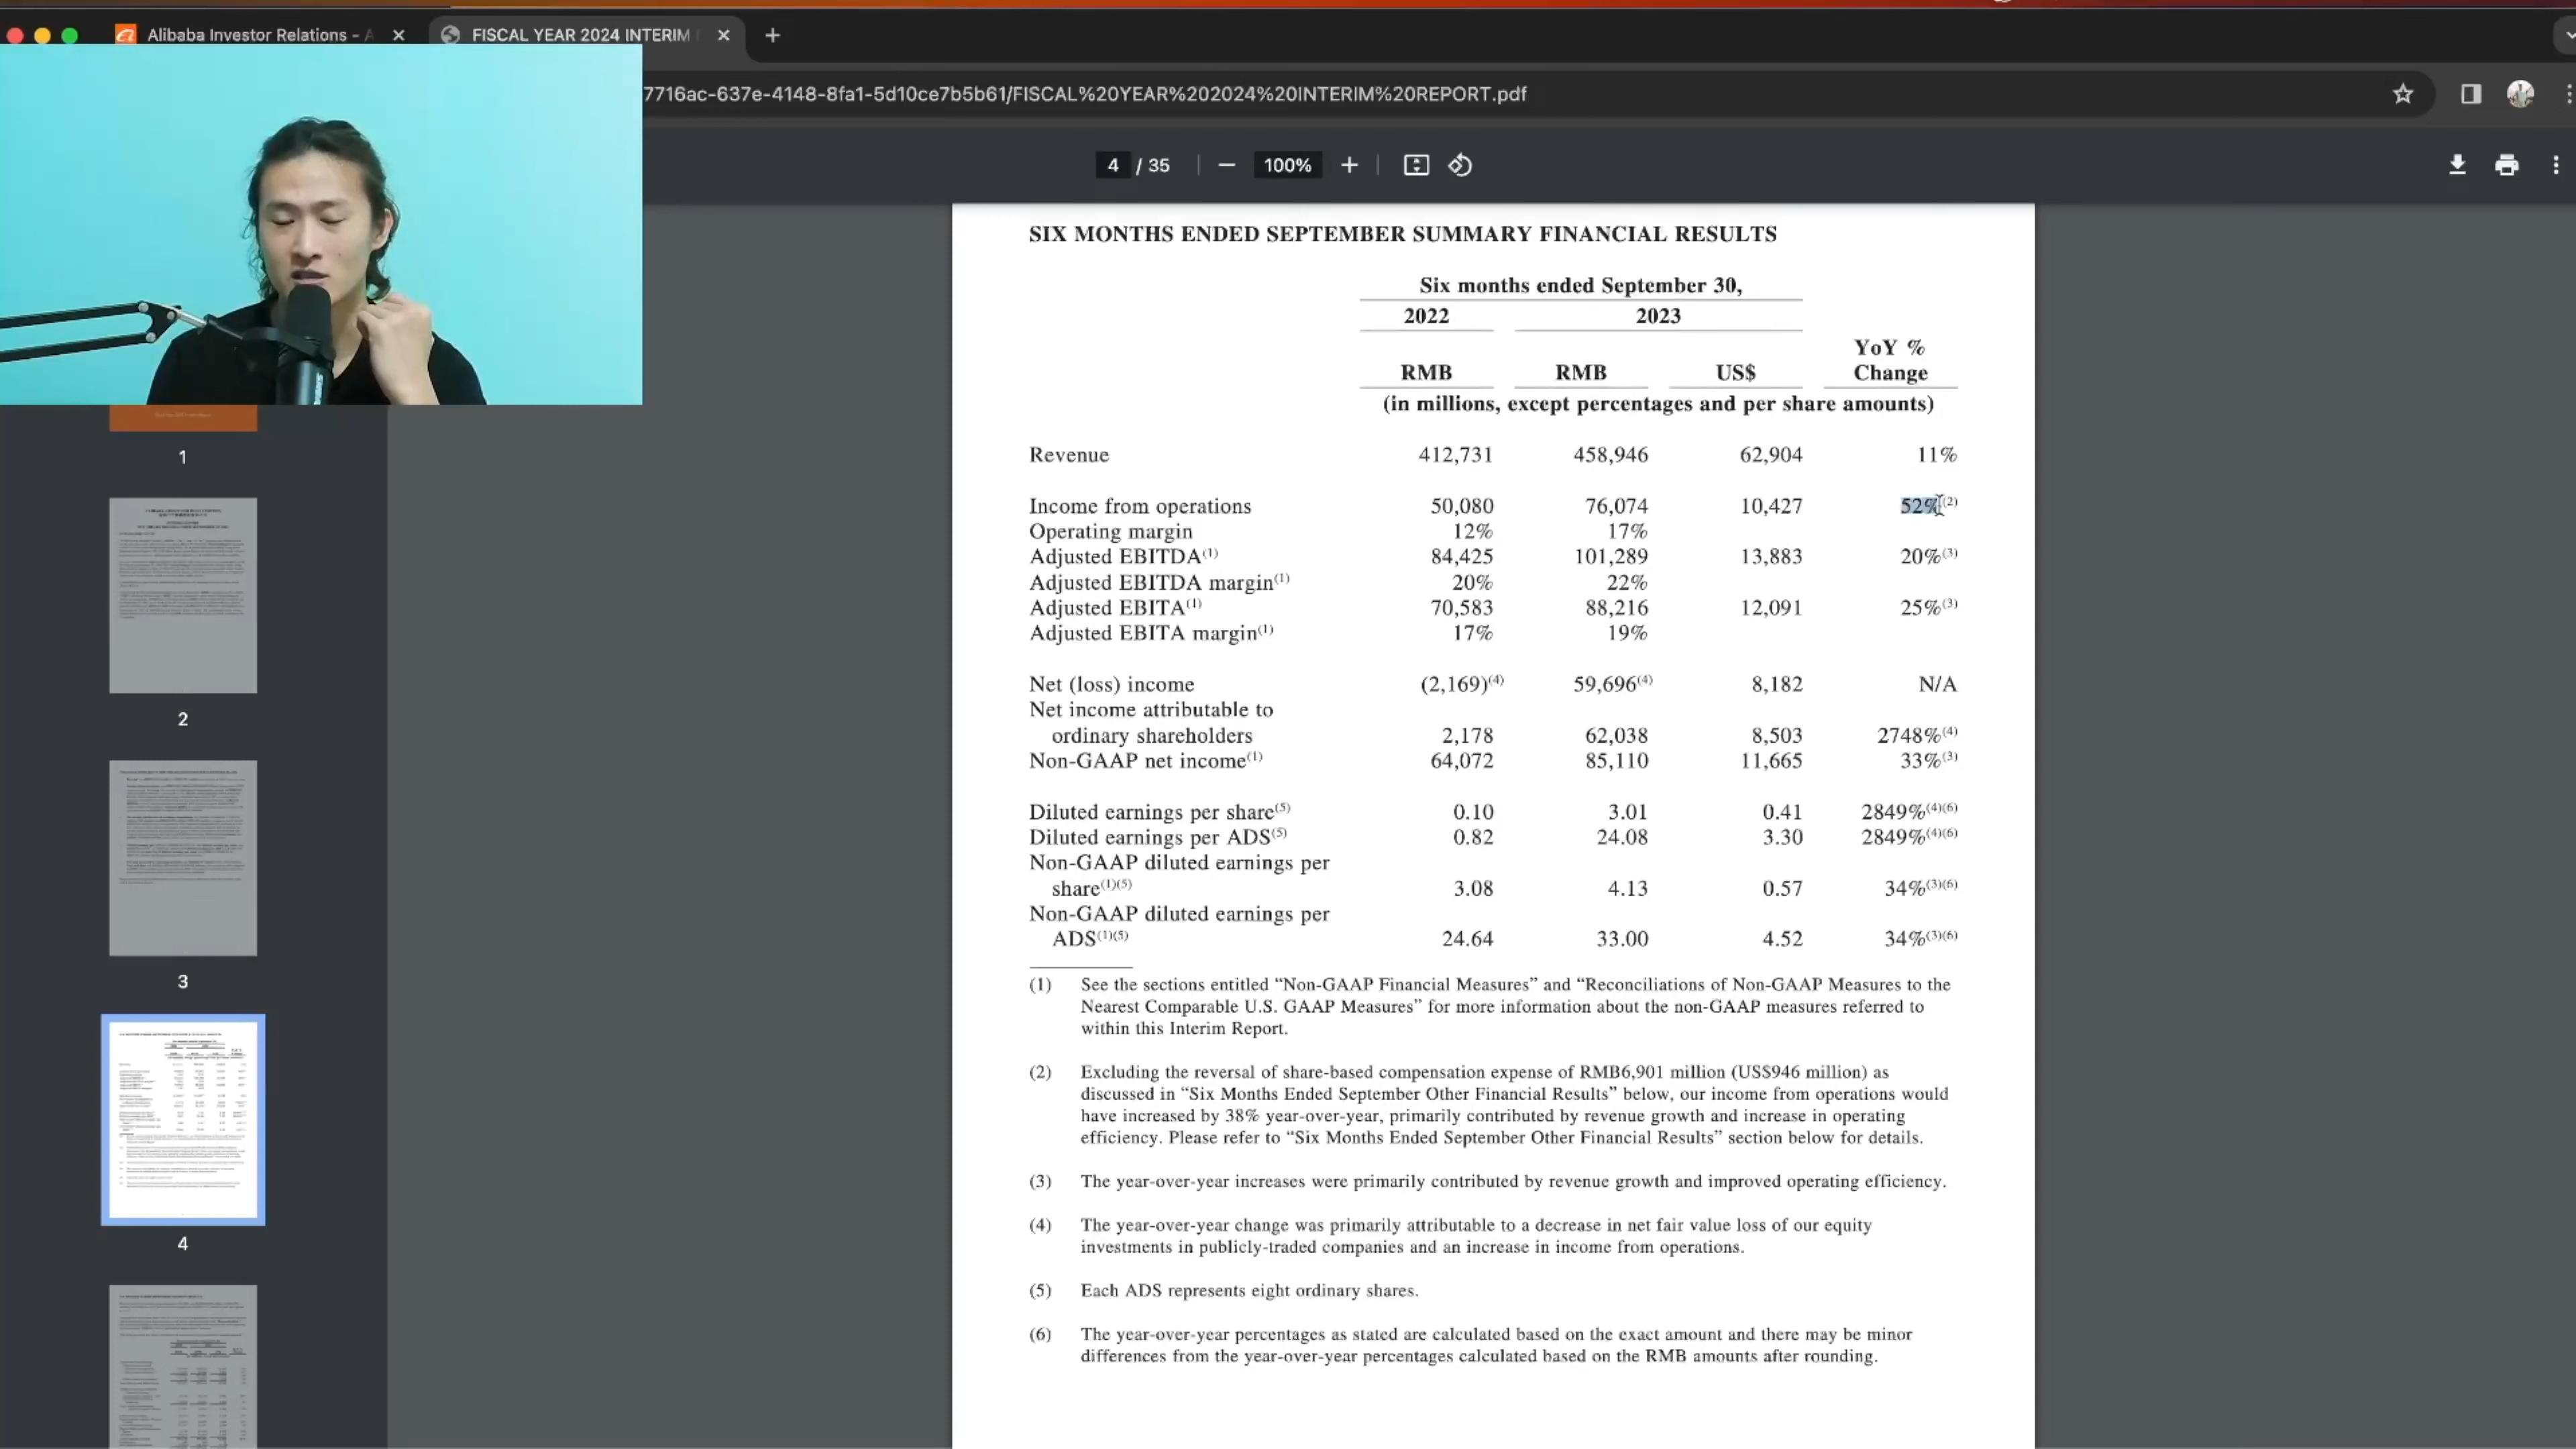 Alibaba Investor Relations - A
FISCAL YEAR 2024 INTERIM
7716ac-637e-4148-8fa1-5d10ce7b5b61/FISCAL%20YEAR%202024%20INTERIM%20REPORT.pdf
4 / 35
100%
SIX MONTHS ENDED SEPTEMBER SUMMARY FINANCIAL RESULTS
Six months ended September 30,
2022 2023
YoY %
RMB RMB US$ Change
(in millions, except percentages and per share amounts)
Revenue 412,731 458,946 62,904 11%
Income from operations 50,080 76,074 10,427 52%(2)
Operating margin 12% 17%
Adjusted EBITDA(1) 84,425 101,289 13,883 20%(3)
Adjusted EBITDA margin(1) 20% 22%
Adjusted EBITA(1) 70,583 88,216 12,091 25%(3)
Adjusted EBITA margin(1) 17% 19%
Net (loss) income (2,169)(4) 59,696(4) 8,182 N/A
Net income attributable to
ordinary shareholders 2,178 62,038 8,503 2748%(4)
Non-GAAP net income(1) 64,072 85,110 11,665 33%(3)
Diluted earnings per share(5) 0.10 3.01 0.41 2849%(4)(6)
Diluted earnings per ADS(5) 0.82 24.08 3.30 2849%(4)(6)
Non-GAAP diluted earnings per
share(1)(5) 3.08 4.13 0.57 34%(3)(6)
Non-GAAP diluted earnings per
ADS(1)(5) 24.64 33.00 4.52 34%(3)(6)
(1) See the sections entitled “Non-GAAP Financial Measures” and “Reconciliations of Non-GAAP Measures to the
Nearest Comparable U.S. GAAP Measures” for more information about the non-GAAP measures referred to
within this Interim Report.
(2) Excluding the reversal of share-based compensation expense of RMB6,901 million (US$946 million) as
discussed in “Six Months Ended September Other Financial Results” below, our income from operations would
have increased by 38% year-over-year, primarily contributed by revenue growth and increase in operating
efficiency. Please refer to “Six Months Ended September Other Financial Results” section below for details.
(3) The year-over-year increases were primarily contributed by revenue growth and improved operating efficiency.
(4) The year-over-year change was primarily attributable to a decrease in net fair value loss of our equity
investments in publicly-traded companies and an increase in income from operations.
(5) Each ADS represents eight ordinary shares.
(6) The year-over-year percentages as stated are calculated based on the exact amount and there may be minor
differences from the year-over-year percentages calculated based on the RMB amounts after rounding.
1
2
3
4